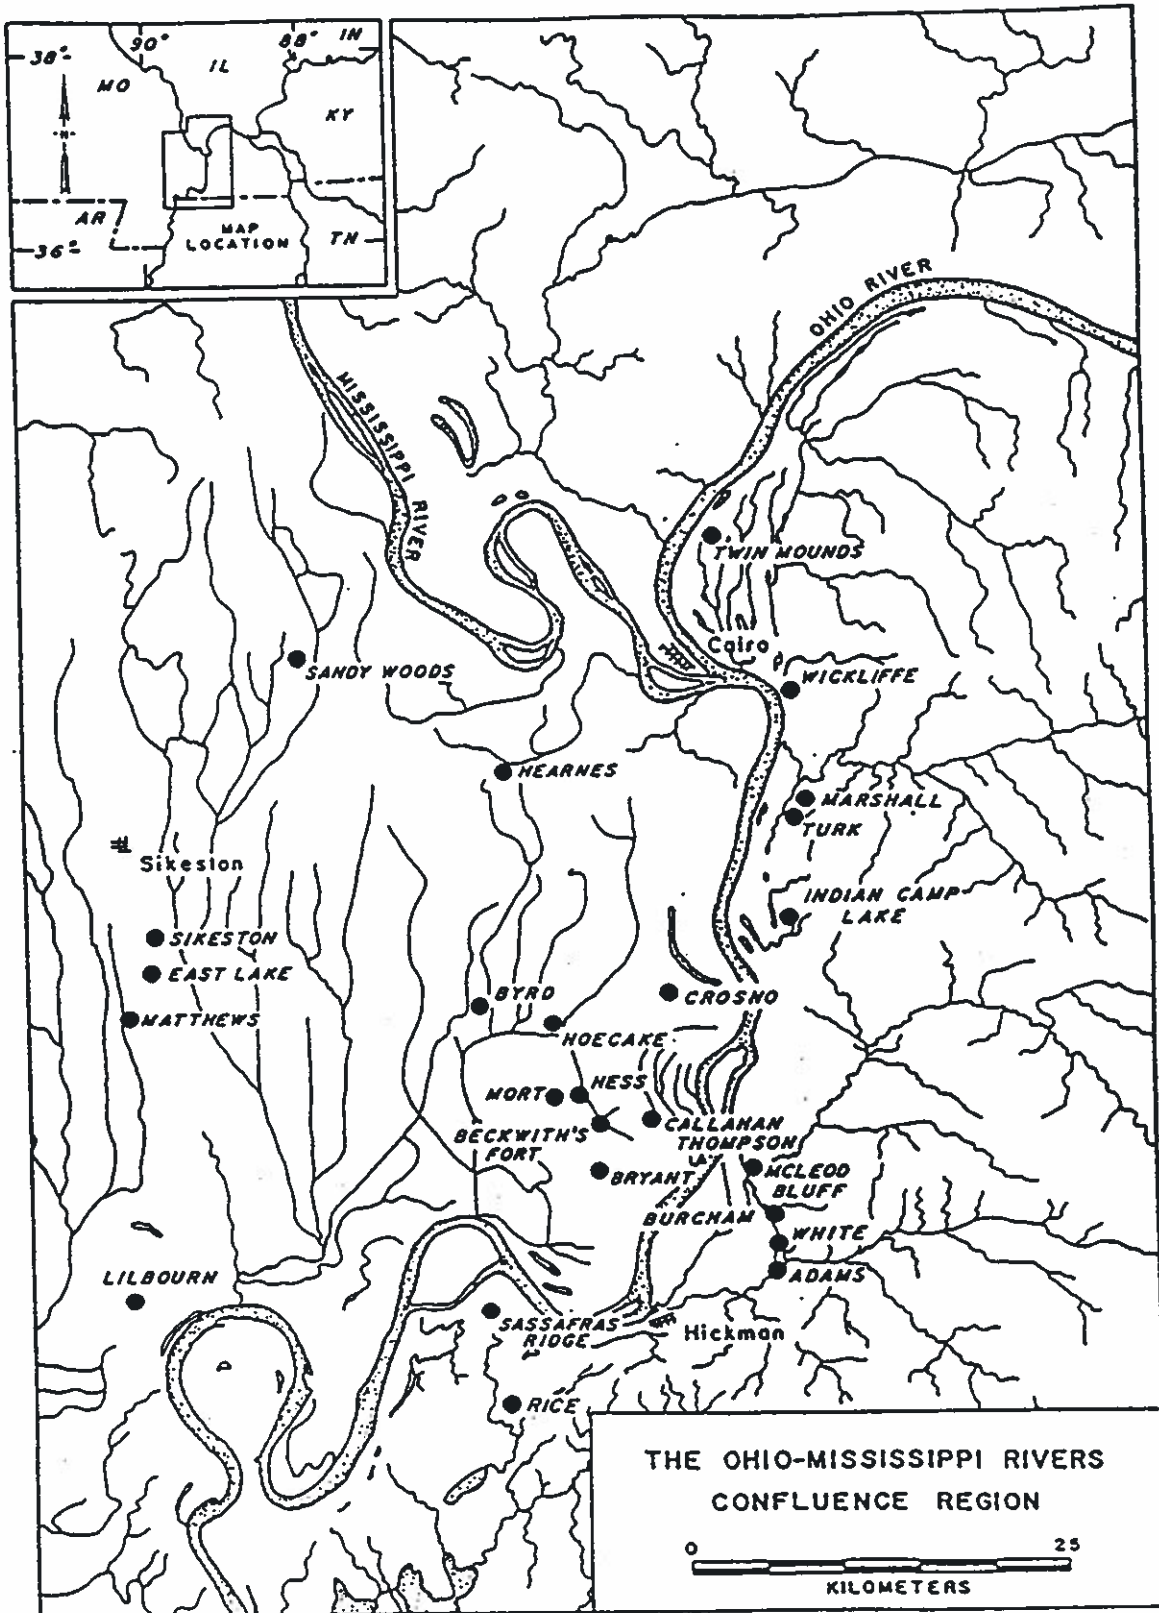 38°
90°
88°
IN
IL
MO
KY
N
AR
MAP
LOCATION
TN
36°
OHIO RIVER
MISSISSIPPI RIVER
TWIN MOUNDS
Cairo
SANDY WOODS
WICKLIFFE
HEARNES
MARSHALL
TURK
Sikeston
INDIAN CAMP
LAKE
SIKESTON
EAST LAKE
BYRD
CROSNO
MATTHEWS
HOECAKE
HESS
MORT
CALLAHAN
THOMPSON
BECKWITH'S
FORT
BRYANT
MCLEOD
BLUFF
BURCHAM
WHITE
ADAMS
LILBOURN
SASSAFRAS
RIDGE
Hickman
RICE
THE OHIO-MISSISSIPPI RIVERS
CONFLUENCE REGION
0 25
KILOMETERS